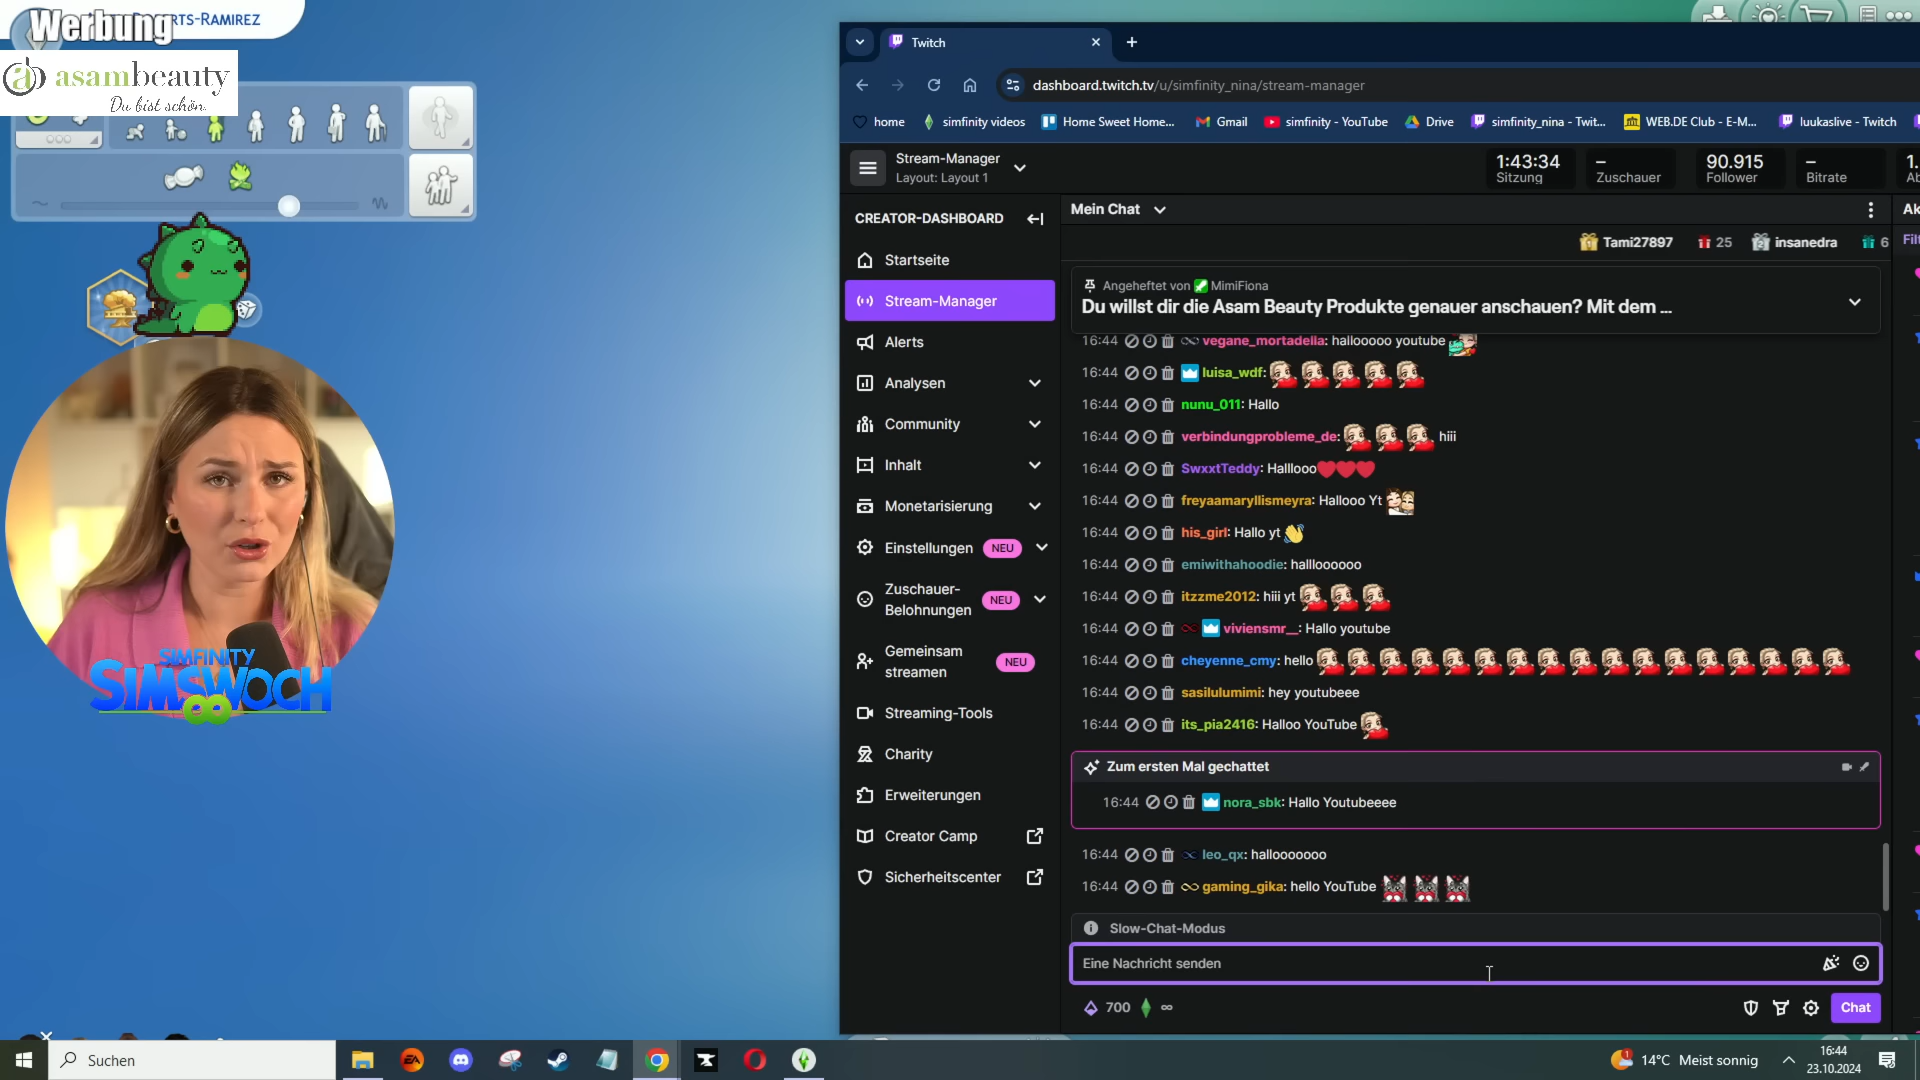 Werbung
RTS-RAMIREZ
asambeauty
Du bist schön.
SIMFINITY
SIMSWOCH
Twitch
dashboard.twitch.tv/u/simfinity_nina/stream-manager
home
simfinity videos
Home Sweet Home...
Gmail
simfinity - YouTube
Drive
simfinity_nina - Twit...
WEB.DE Club - E-M...
luukaslive - Twitch
Stream-Manager
Layout: Layout 1
1:43:34
Sitzung
–
Zuschauer
90.915
Follower
–
Bitrate
1.
Ab
CREATOR-DASHBOARD
Startseite
Stream-Manager
Alerts
Analysen
Community
Inhalt
Monetarisierung
Einstellungen NEU
Zuschauer-
Belohnungen NEU
Gemeinsam
streamen NEU
Streaming-Tools
Charity
Erweiterungen
Creator Camp
Sicherheitscenter
Mein Chat
Ak
Filt
Tami27897 25 insanedra 6
Angeheftet von MimiFiona
Du willst dir die Asam Beauty Produkte genauer anschauen? Mit dem ...
16:44 vegane_mortadella: hallooooo youtube
16:44 luisa_wdf:
16:44 nunu_011: Hallo
16:44 verbindungprobleme_de: hiii
16:44 SwxxtTeddy: Halllooo
16:44 freyaamaryllismeyra: Hallooo Yt
16:44 his_girl: Hallo yt
16:44 emiwithahoodie: hallloooooo
16:44 itzzme2012: hiii yt
16:44 viviensmr__: Hallo youtube
16:44 cheyenne_cmy: hello
16:44 sasilulumimi: hey youtubeee
16:44 its_pia2416: Halloo YouTube
Zum ersten Mal gechattet
16:44 nora_sbk: Hallo Youtubeeee
16:44 leo_qx: hallooooooo
16:44 gaming_gika: hello YouTube
Slow-Chat-Modus
Eine Nachricht senden
700 ∞
Chat
Suchen
14°C Meist sonnig
16:44
23.10.2024